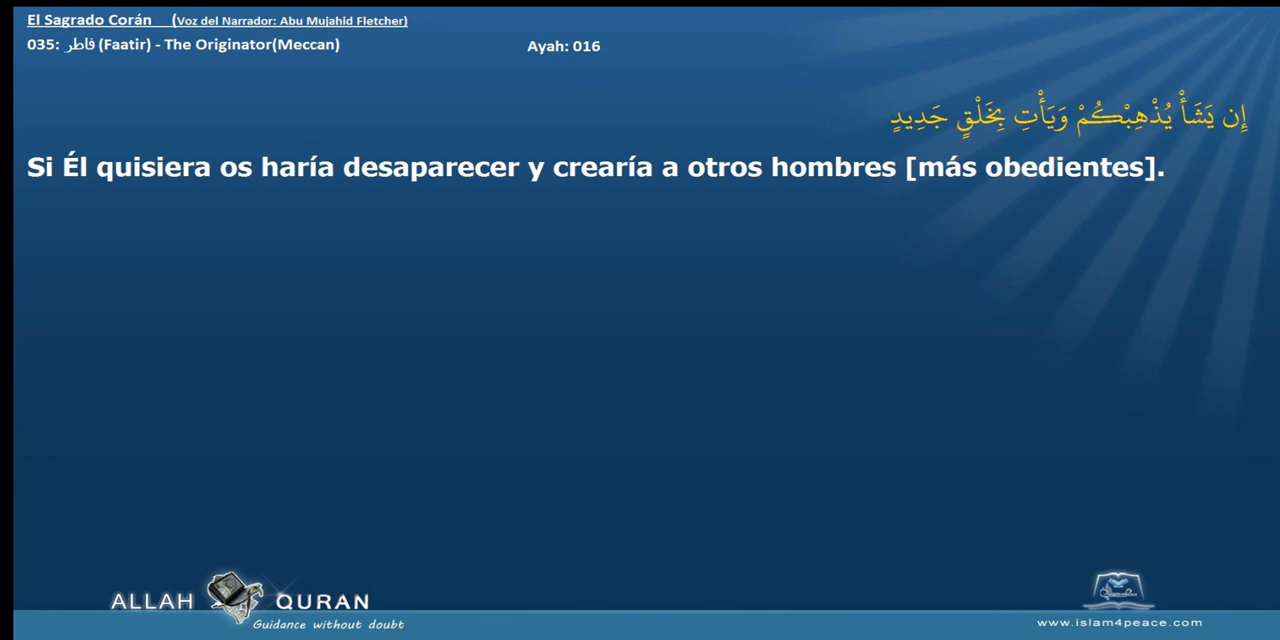 El Sagrado Corán (Voz del Narrador: Abu Mujahid Fletcher)
035: فاطر (Faatir) - The Originator(Meccan) Ayah: 016
إِن يَشَأْ يُذْهِبْكُمْ وَيَأْتِ بِخَلْقٍ جَدِيدٍ
Si Él quisiera os haría desaparecer y crearía a otros hombres [más obedientes].
ALLAH QURAN
Guidance without doubt
www.islam4peace.com